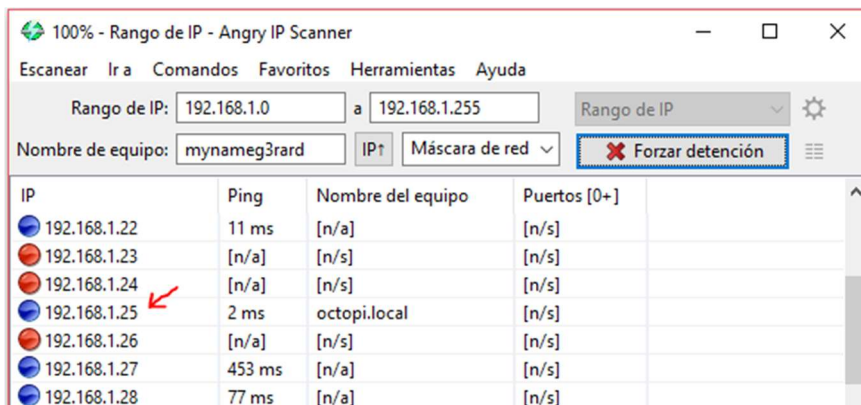 100% - Rango de IP - Angry IP Scanner
Escanear Ir a Comandos Favoritos Herramientas Ayuda
Rango de IP: 192.168.1.0 a 192.168.1.255 Rango de IP
Nombre de equipo: mynameg3rard IP↑ Máscara de red Forzar detención
IP Ping Nombre del equipo Puertos [0+]
192.168.1.22 11 ms [n/a] [n/s]
192.168.1.23 [n/a] [n/s] [n/s]
192.168.1.24 [n/a] [n/s] [n/s]
192.168.1.25 2 ms octopi.local [n/s]
192.168.1.26 [n/a] [n/s] [n/s]
192.168.1.27 453 ms [n/a] [n/s]
192.168.1.28 77 ms [n/a] [n/s]